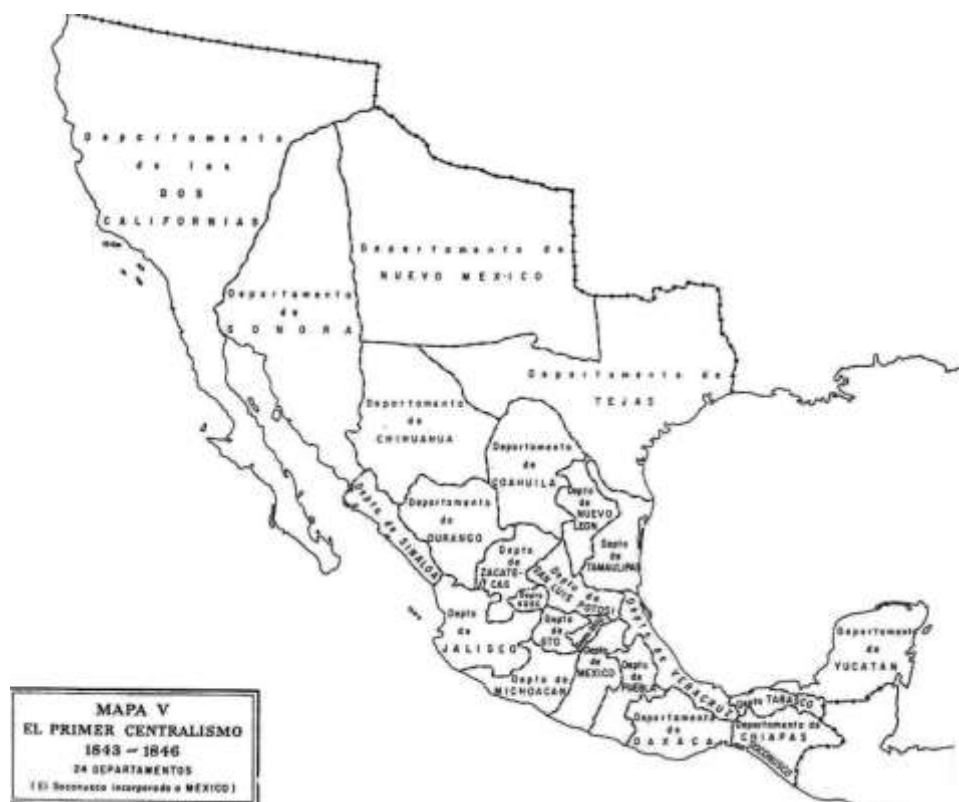 Departamento
de las
DOS
CALIFORNIAS
Departamento de
NUEVO MEXICO
Departamento
de
SONORA
Departamento de
TEJAS
Departamento
de
CHIHUAHUA
Departamento
de
COAHUILA
Depto
de
NUEVO
LEON
Departamento
de
DURANGO
Depto de SINALOA
Depto
de
TAMAULIPAS
Depto
de
ZACATE-
CAS
Depto de
SAN LUIS POTOSI
Depto
Depto
de
JALISCO
Depto
de
GTO
Depto de VERACRUZ
Depto
de
MEXICO
Depto
de
PUEBLA
Depto de
MICHOACAN
Departamento
de
YUCATAN
Depto TABASCO
Departamento de
CHIAPAS
Departamento
de
OAXACA
SOCONUSCO
MAPA V
EL PRIMER CENTRALISMO
1843 - 1846
24 DEPARTAMENTOS
(El Soconusco incorporado a MEXICO)